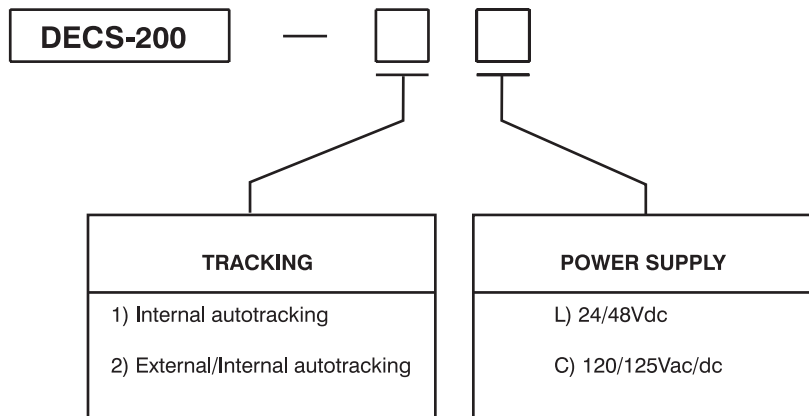 DECS-200 —
TRACKING
1) Internal autotracking
2) External/Internal autotracking
POWER SUPPLY
L) 24/48Vdc
C) 120/125Vac/dc